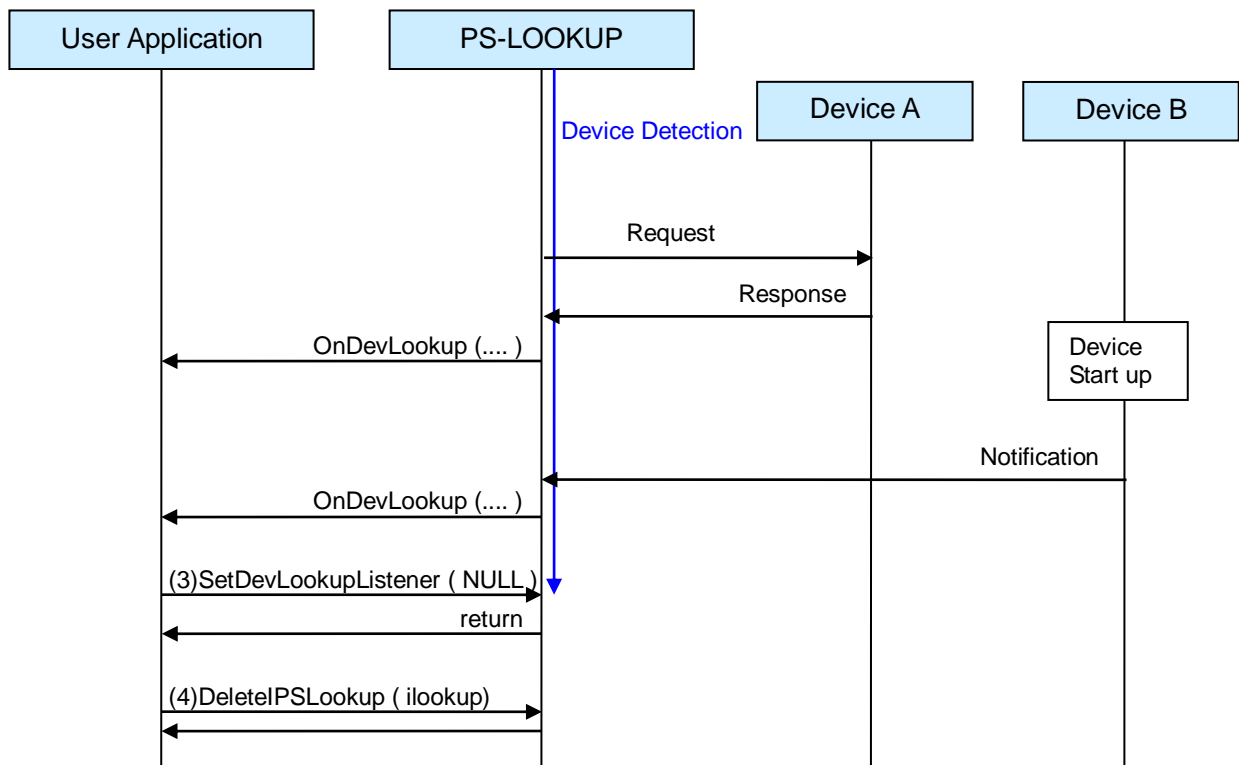 User Application
PS-LOOKUP
Device A
Device B
Device Detection
Request
Response
OnDevLookup (.... )
Device
Start up
Notification
OnDevLookup (.... )
(3)SetDevLookupListener ( NULL )
return
(4)DeleteIPSLookup ( ilookup)